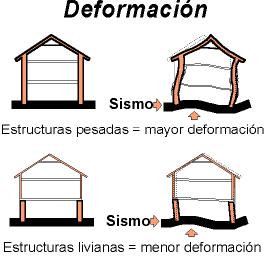 Deformación
Sismo
Estructuras pesadas = mayor deformación
Sismo
Estructuras livianas = menor deformación